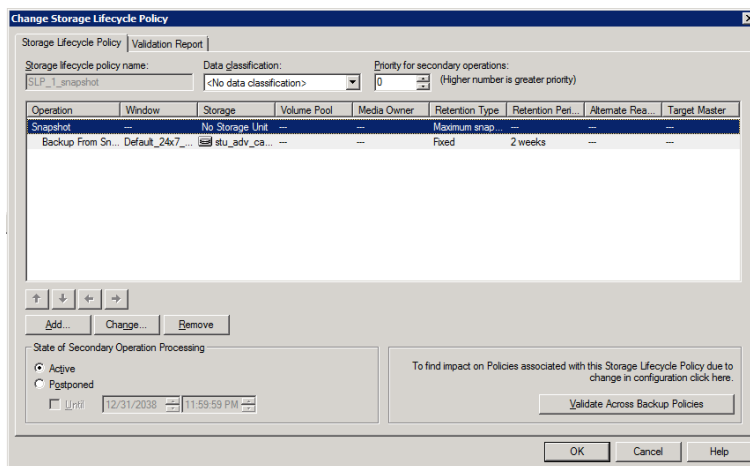 Change Storage Lifecycle Policy
Storage Lifecycle Policy Validation Report
Storage lifecycle policy name: Data classification: Priority for secondary operations:
SLP_1_snapshot <No data classification> 0 (Higher number is greater priority)
Operation Window Storage Volume Pool Media Owner Retention Type Retention Peri... Alternate Rea... Target Master
Snapshot --- No Storage Unit --- --- Maximum snap... --- --- ---
Backup From Sn... Default_24x7_... stu_adv_ca... --- --- Fixed 2 weeks --- ---
Add... Change... Remove
State of Secondary Operation Processing
Active
Postponed
Until 12/31/2038 11:59:59 PM
To find impact on Policies associated with this Storage Lifecycle Policy due to
change in configuration click here.
Validate Across Backup Policies
OK Cancel Help